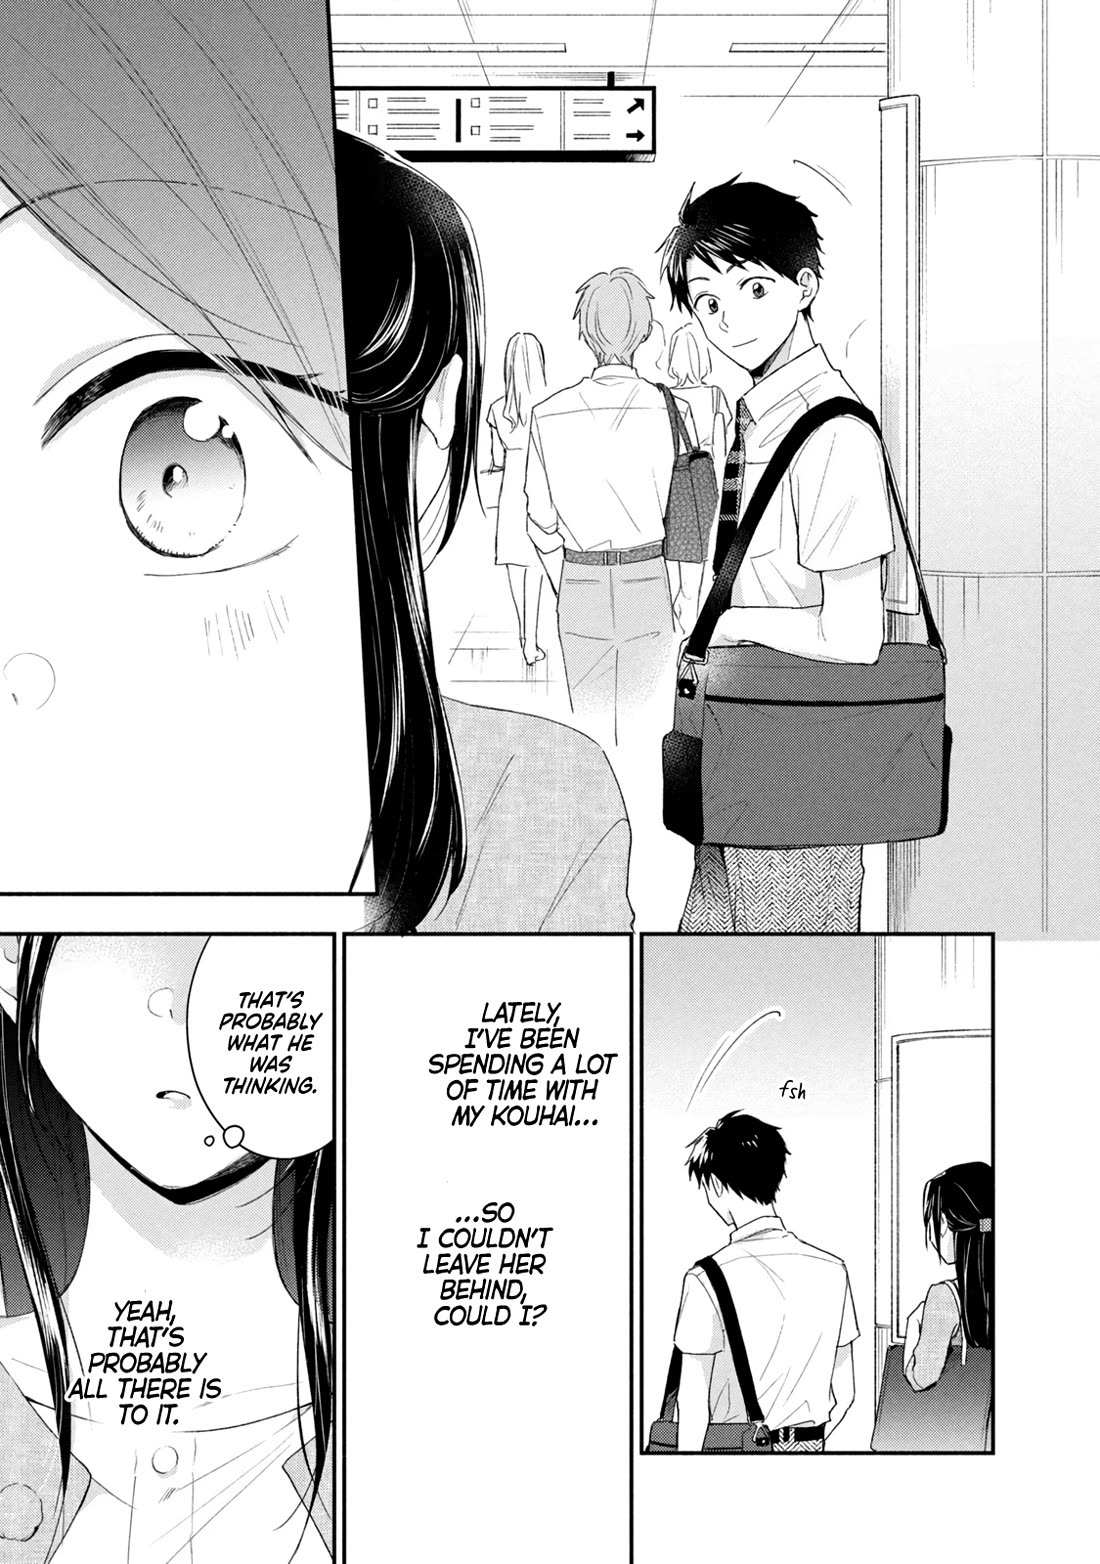 fsh
LATELY,
I'VE BEEN
SPENDING A LOT
OF TIME WITH
MY KOUHAI...
...SO
I COULDN'T
LEAVE HER
BEHIND,
COULD I?
THAT'S
PROBABLY
WHAT HE
WAS
THINKING.
YEAH,
THAT'S
PROBABLY
ALL THERE IS
TO IT.